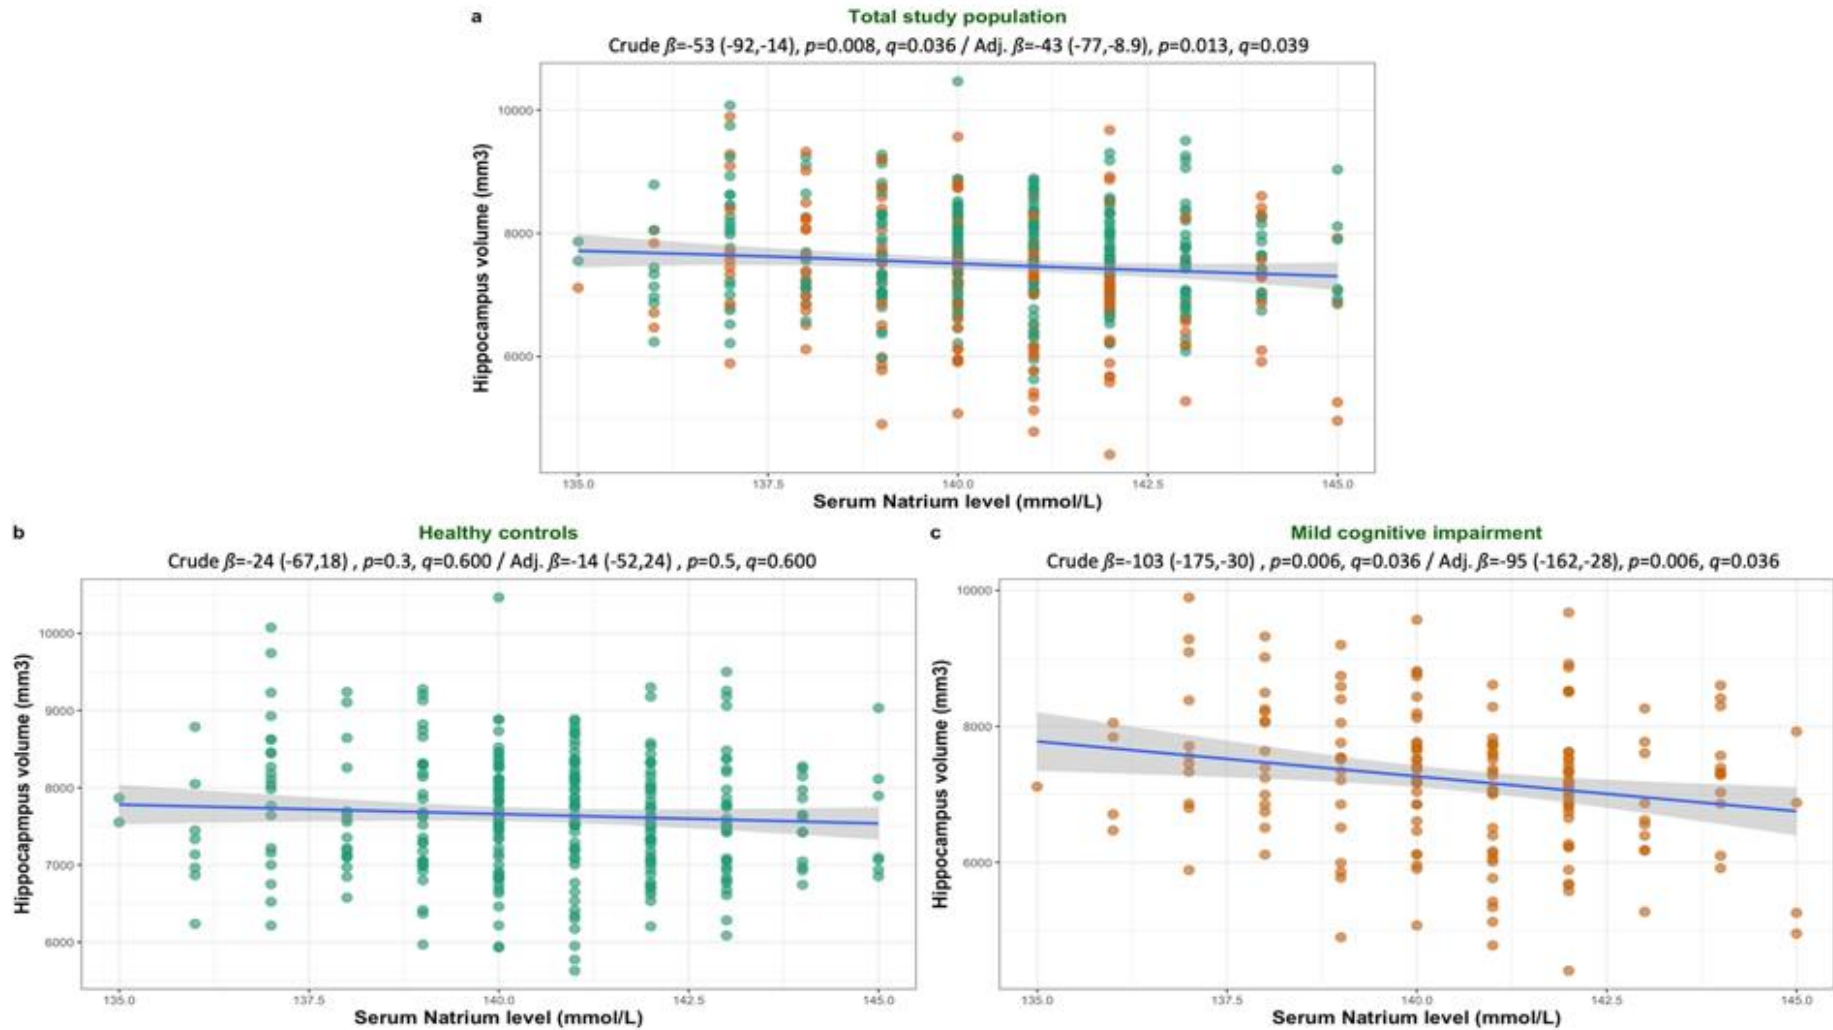 a
Total study population
Crude β=-53 (-92,-14), p=0.008, q=0.036 / Adj. β=-43 (-77,-8.9), p=0.013, q=0.039
Hippocampus volume (mm3)
10000
8000
6000
135.0 137.5 140.0 142.5 145.0
Serum Natrium level (mmol/L)
b
Healthy controls
Crude β=-24 (-67,18) , p=0.3, q=0.600 / Adj. β=-14 (-52,24) , p=0.5, q=0.600
Hippocapmpus volume (mm3)
10000
9000
8000
7000
6000
135.0 137.5 140.0 142.5 145.0
Serum Natrium level (mmol/L)
c
Mild cognitive impairment
Crude β=-103 (-175,-30) , p=0.006, q=0.036 / Adj. β=-95 (-162,-28), p=0.006, q=0.036
Hippocampus volume (mm3)
10000
8000
6000
135.0 137.5 140.0 142.5 145.0
Serum Natrium level (mmol/L)